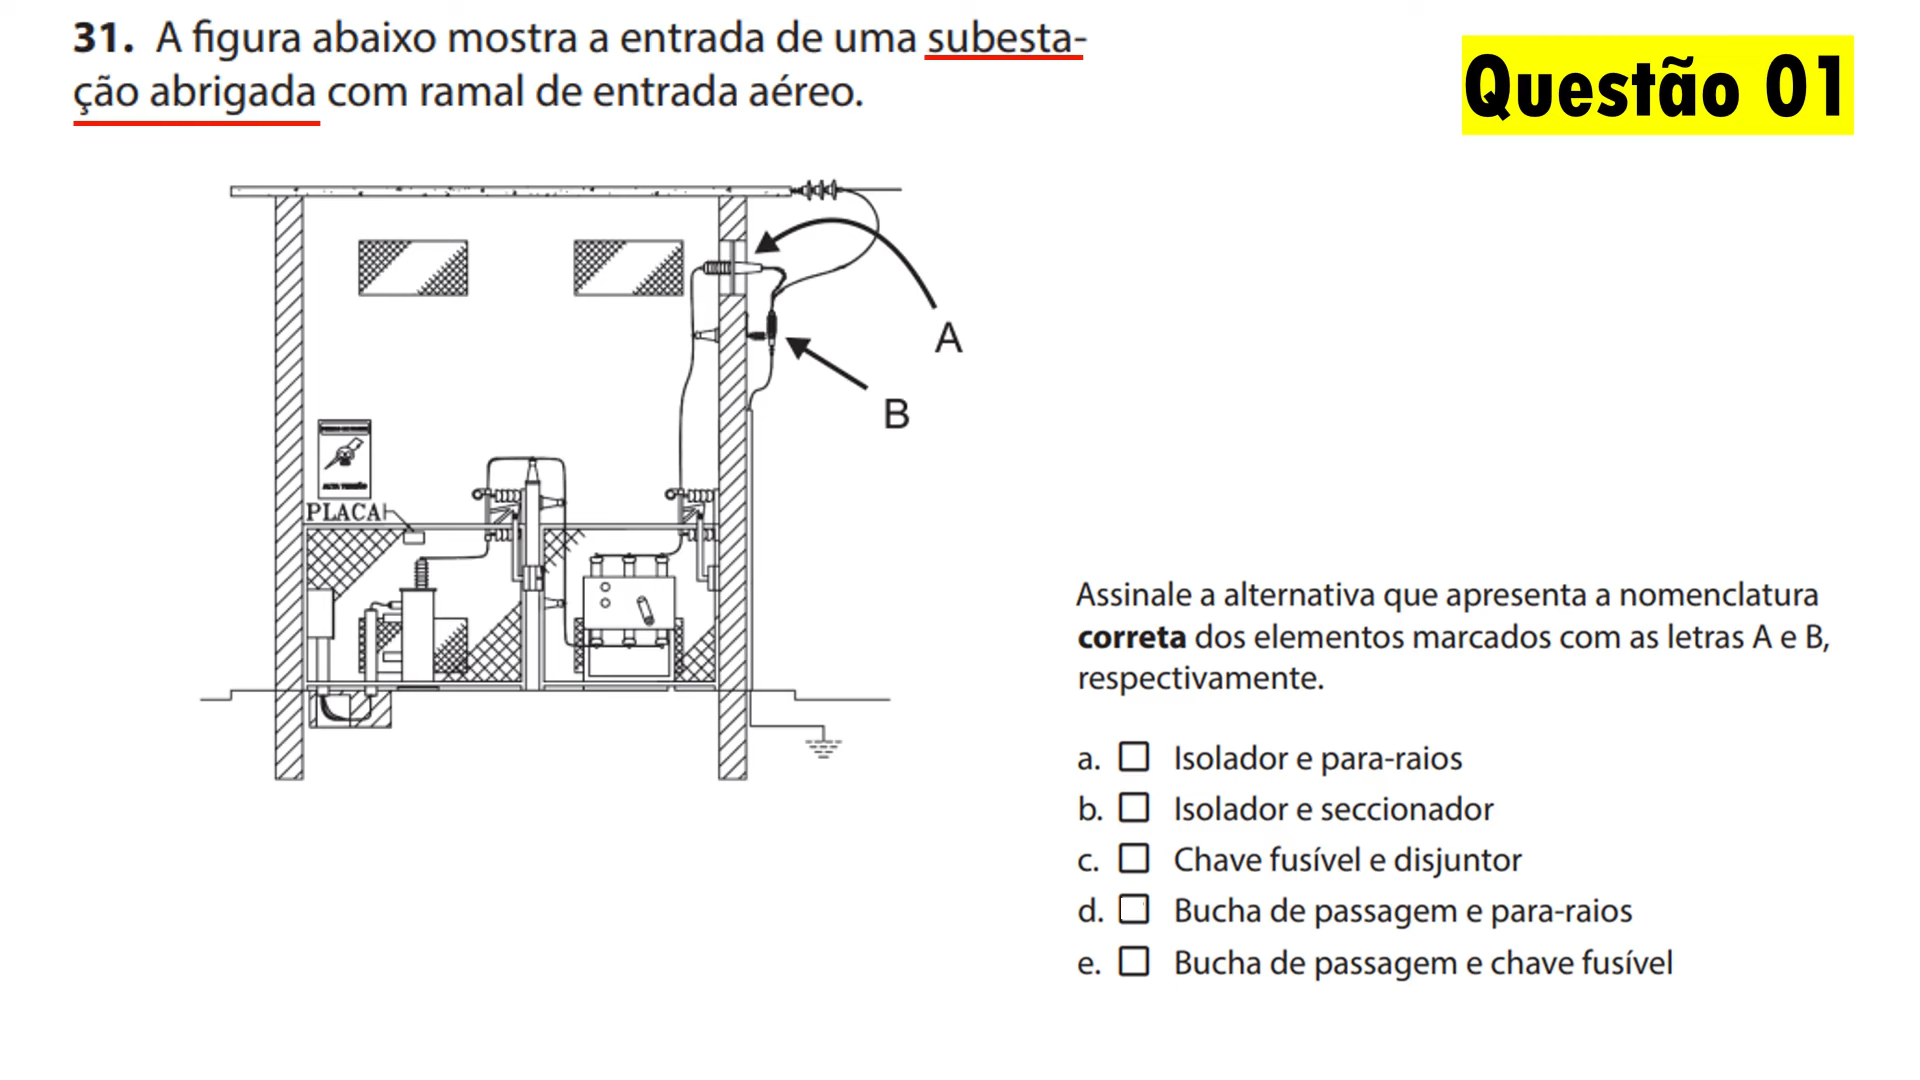 31. A figura abaixo mostra a entrada de uma subesta-
ção abrigada com ramal de entrada aéreo.
Questão 01
A
B
PLACA
Assinale a alternativa que apresenta a nomenclatura
correta dos elementos marcados com as letras A e B,
respectivamente.
a. Isolador e para-raios
b. Isolador e seccionador
c. Chave fusível e disjuntor
d. Bucha de passagem e para-raios
e. Bucha de passagem e chave fusível